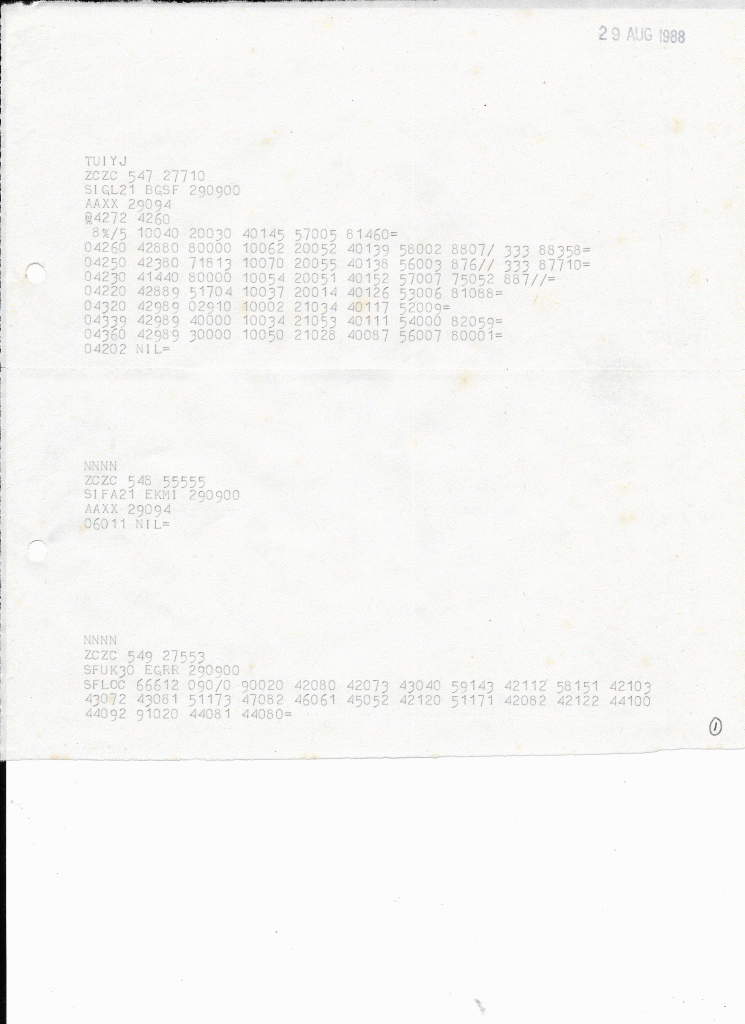 29 AUG 1988
TUIYJ
ZCZC 547 27710
SIGL21 BGSF 290900
AAXX 29094
04272 4260
8%/5 10040 20030 40145 57005 81460=
04260 42880 80000 10062 20052 40139 58002 8807/ 333 88358=
04250 42380 71813 10070 20055 40138 56003 876// 333 87710=
04230 41440 80000 10054 20051 40152 57007 75052 887//=
04220 42889 51704 10037 20014 40126 53006 81088=
04320 42989 02910 10002 21034 40117 52009=
04339 42989 40000 10034 21053 40111 54000 82059=
04360 42989 30000 10050 21028 40087 56007 80001=
04202 NIL=
NNNN
ZCZC 548 55555
SIFA21 EKMI 290900
AAXX 29094
06011 NIL=
NNNN
ZCZC 549 27553
SFUK30 EGRR 290900
SFLOC 66612 090/0 90020 42080 42073 43040 59143 42112 58151 42103
43072 43081 51173 47082 46061 45052 42120 51171 42082 42122 44100
44092 91020 44081 44080=
1